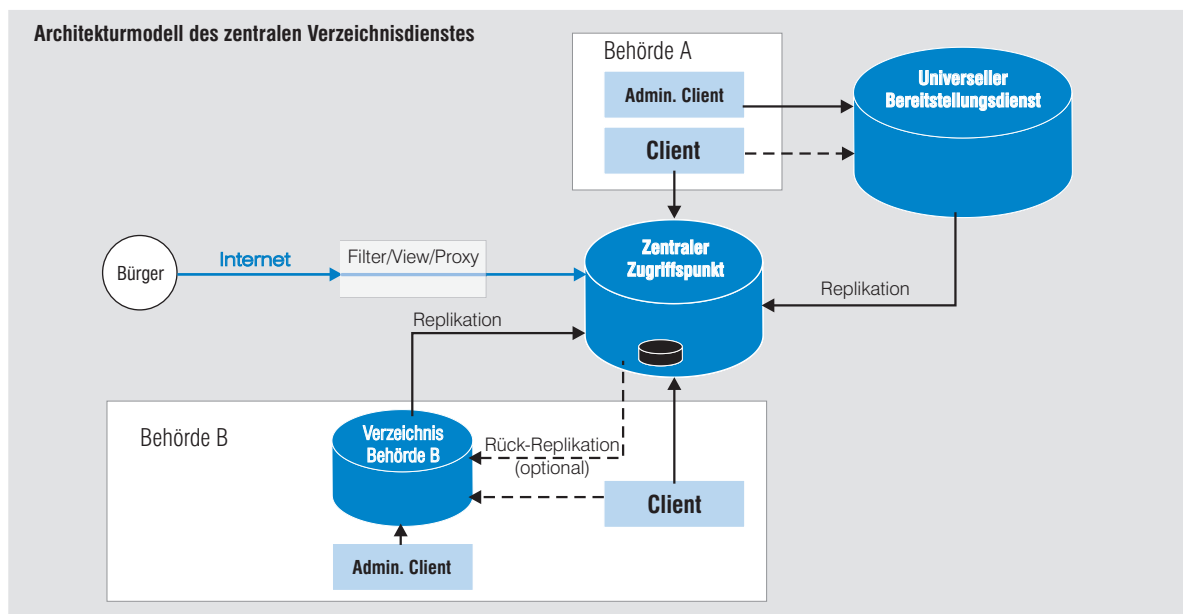 Architekturmodell des zentralen Verzeichnisdienstes
Behörde A
Admin. Client
Client
Universeller
Bereitstellungsdienst
Bürger
Internet
Filter/View/Proxy
Zentraler
Zugriffspunkt
Replikation
Replikation
Behörde B
Verzeichnis
Behörde B
Rück-Replikation
(optional)
Client
Admin. Client